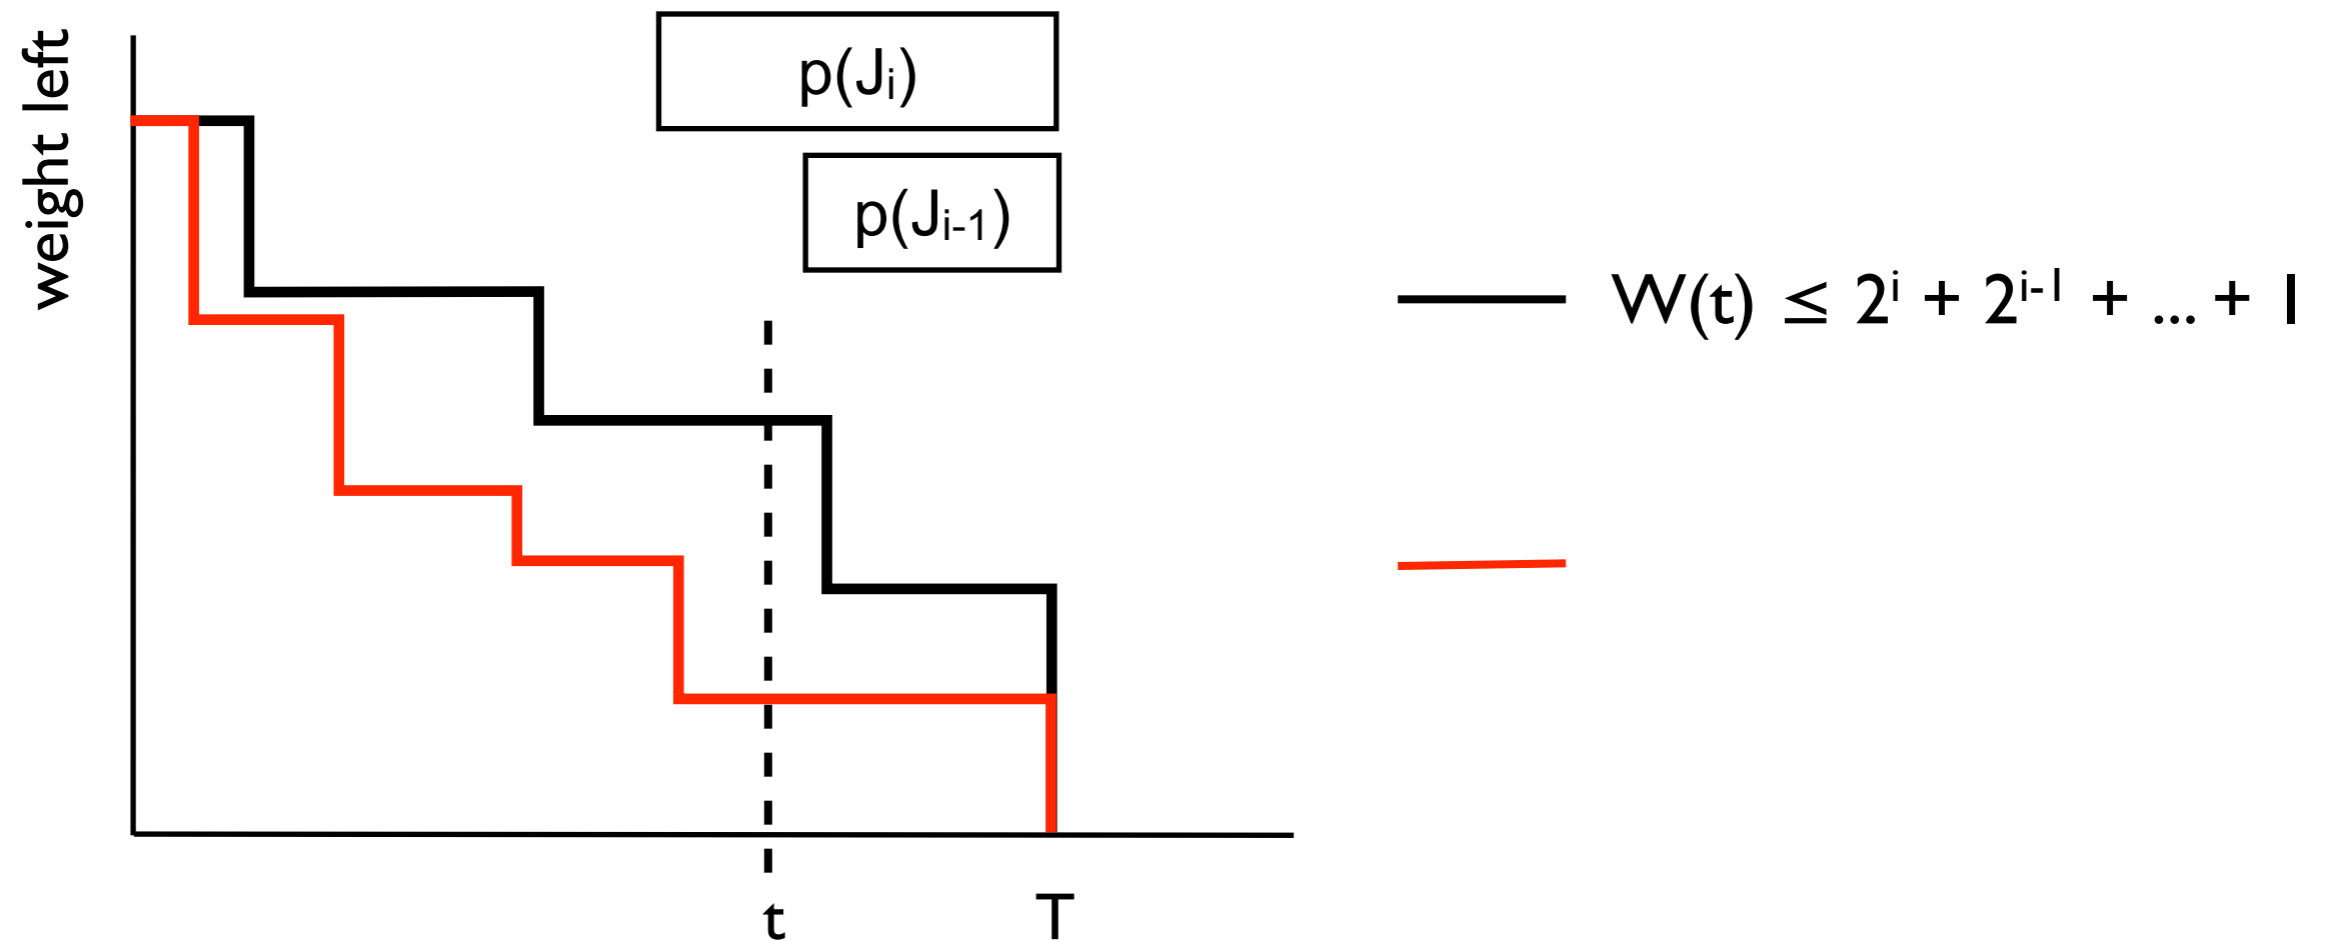 weight left
p(Jᵢ)
p(Jᵢ₋₁)
W(t) ≤ 2ⁱ + 2ⁱ⁻¹ + ... + 1
t
T